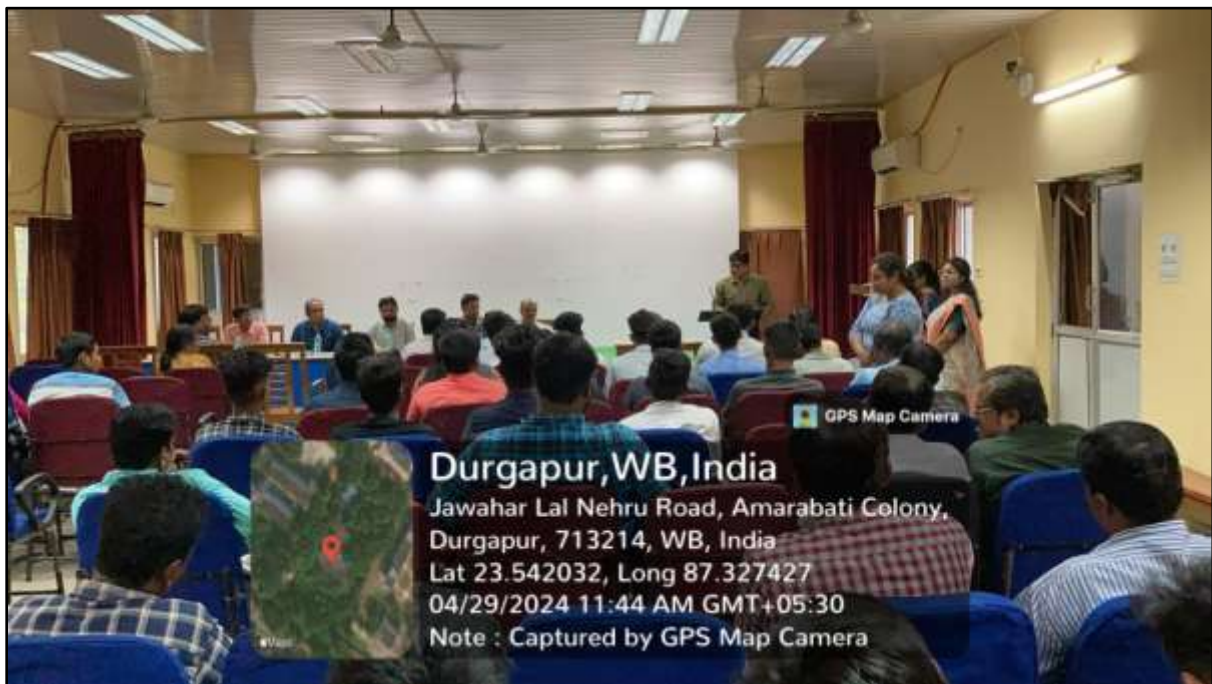 GPS Map Camera
Durgapur,WB,India
Jawahar Lal Nehru Road, Amarabati Colony,
Durgapur, 713214, WB, India
Lat 23.542032, Long 87.327427
04/29/2024 11:44 AM GMT+05:30
Note : Captured by GPS Map Camera